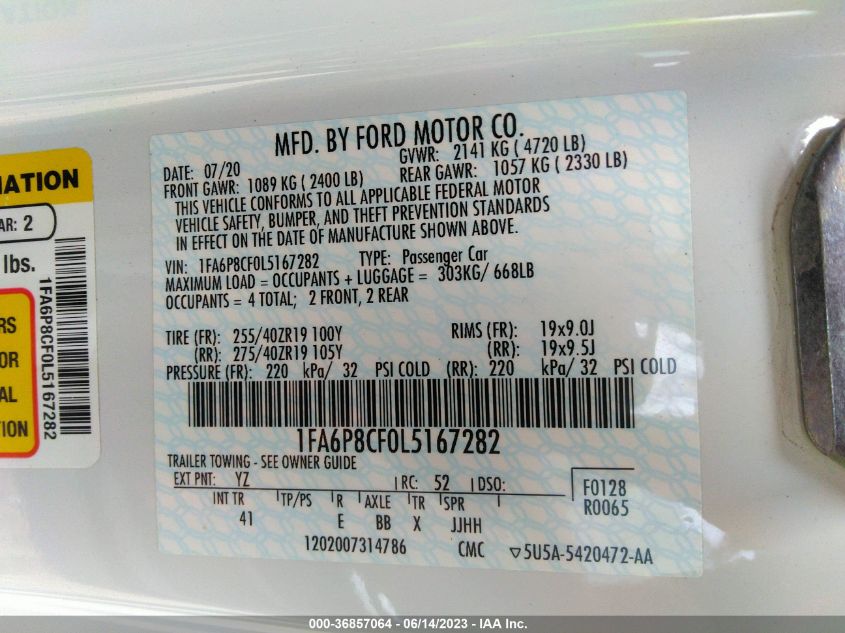 MATION
AR: 2
lbs.
RS
OR
AL
TION
1FA6P8CF0L5167282
MFD. BY FORD MOTOR CO.
DATE: 07/20 GVWR: 2141 KG ( 4720 LB)
FRONT GAWR: 1089 KG ( 2400 LB) REAR GAWR: 1057 KG ( 2330 LB)
THIS VEHICLE CONFORMS TO ALL APPLICABLE FEDERAL MOTOR
VEHICLE SAFETY, BUMPER, AND THEFT PREVENTION STANDARDS
IN EFFECT ON THE DATE OF MANUFACTURE SHOWN ABOVE.
VIN: 1FA6P8CF0L5167282 TYPE: Passenger Car
MAXIMUM LOAD = OCCUPANTS + LUGGAGE = 303KG/ 668LB
OCCUPANTS = 4 TOTAL; 2 FRONT, 2 REAR
TIRE (FR): 255/40ZR19 100Y RIMS (FR): 19x9.0J
(RR): 275/40ZR19 105Y (RR): 19x9.5J
PRESSURE (FR): 220 kPa/ 32 PSI COLD (RR): 220 kPa/ 32 PSI COLD
1FA6P8CF0L5167282
TRAILER TOWING - SEE OWNER GUIDE
EXT PNT: YZ RC: 52 DSO: F0128
INT TR TP/PS R AXLE TR SPR R0065
41 E BB X JJHH
1202007314786 CMC ▽5U5A-5420472-AA
000-36857064 - 06/14/2023 - IAA Inc.